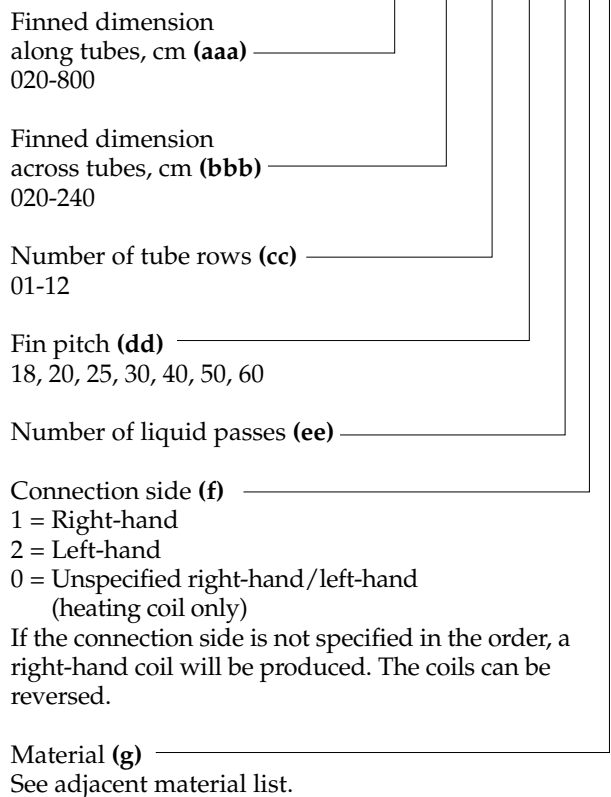 Finned dimension
along tubes, cm (aaa)
020-800
Finned dimension
across tubes, cm (bbb)
020-240
Number of tube rows (cc)
01-12
Fin pitch (dd)
18, 20, 25, 30, 40, 50, 60
Number of liquid passes (ee)
Connection side (f)
1 = Right-hand
2 = Left-hand
0 = Unspecified right-hand/left-hand
(heating coil only)
If the connection side is not specified in the order, a
right-hand coil will be produced. The coils can be
reversed.
Material (g)
See adjacent material list.